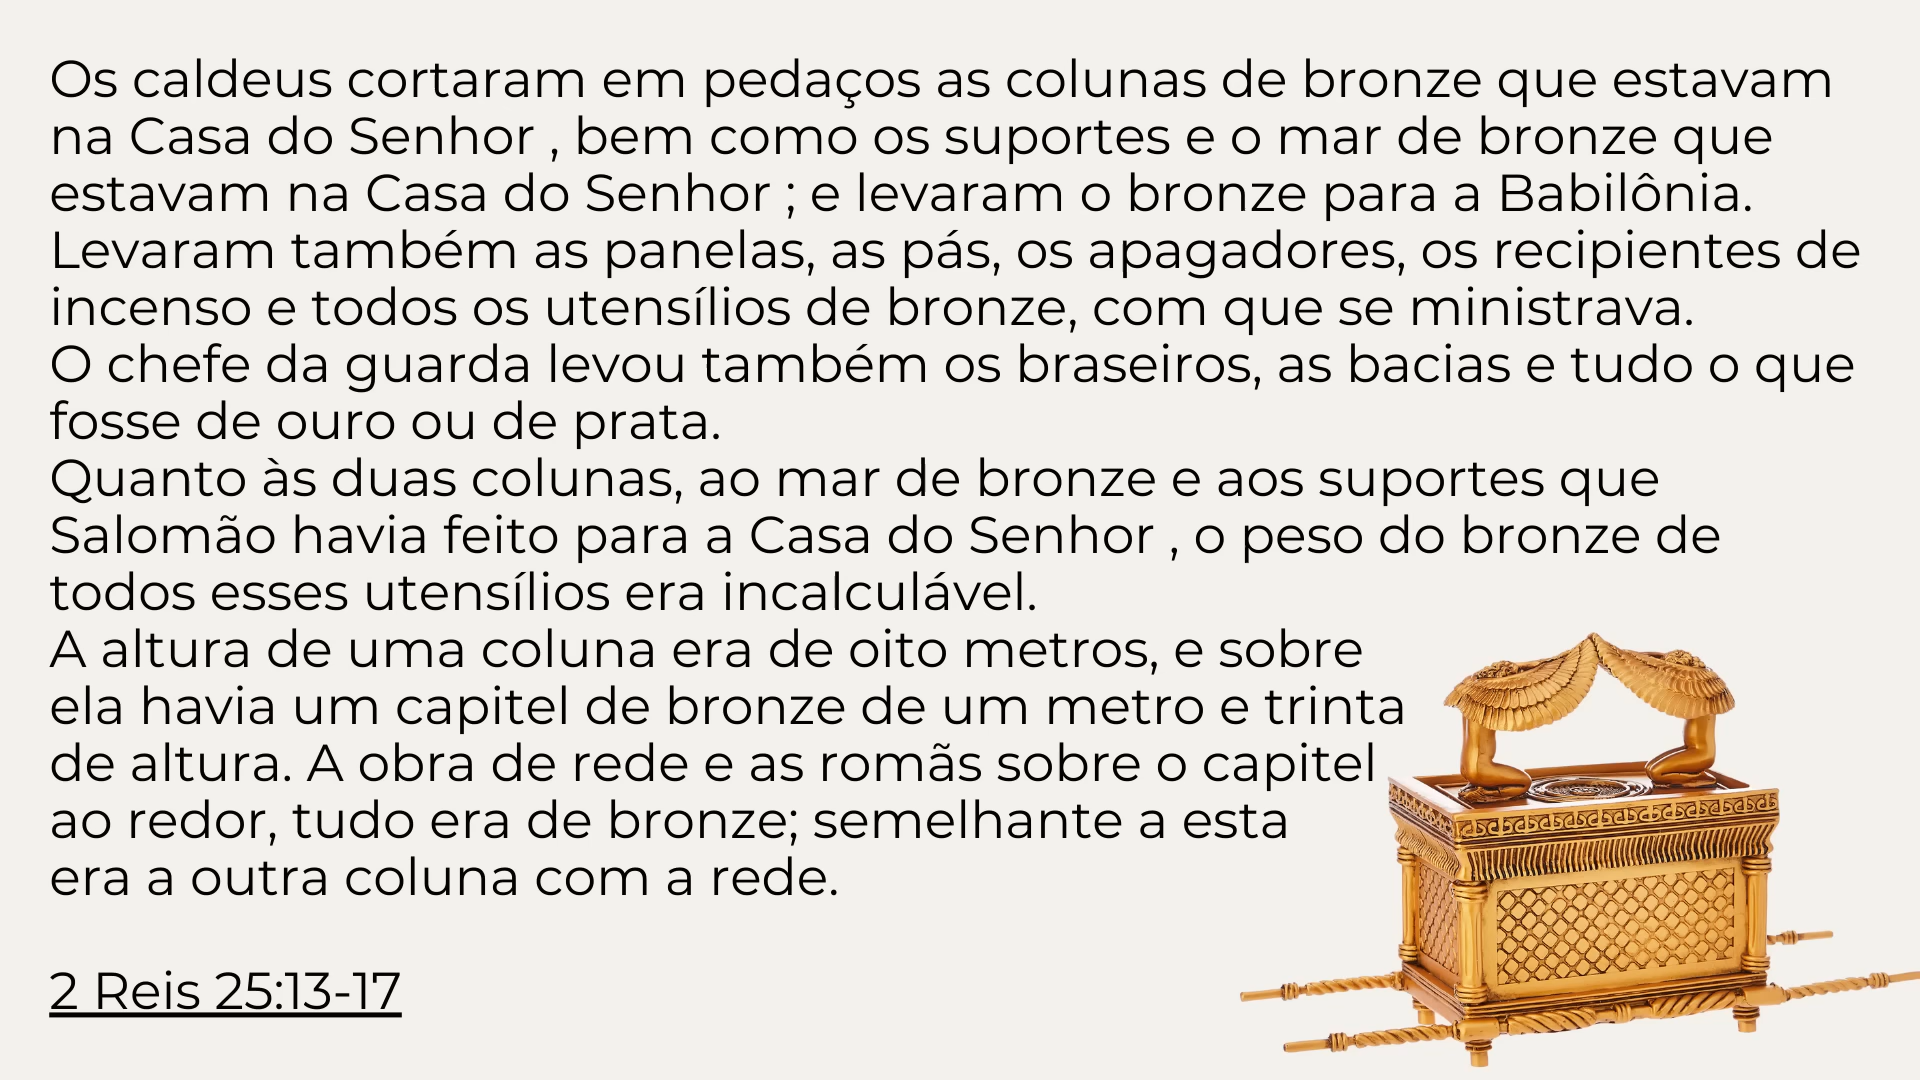 Os caldeus cortaram em pedaços as colunas de bronze que estavam
na Casa do Senhor , bem como os suportes e o mar de bronze que
estavam na Casa do Senhor ; e levaram o bronze para a Babilônia.
Levaram também as panelas, as pás, os apagadores, os recipientes de
incenso e todos os utensílios de bronze, com que se ministrava.
O chefe da guarda levou também os braseiros, as bacias e tudo o que
fosse de ouro ou de prata.
Quanto às duas colunas, ao mar de bronze e aos suportes que
Salomão havia feito para a Casa do Senhor , o peso do bronze de
todos esses utensílios era incalculável.
A altura de uma coluna era de oito metros, e sobre
ela havia um capitel de bronze de um metro e trinta
de altura. A obra de rede e as romãs sobre o capitel
ao redor, tudo era de bronze; semelhante a esta
era a outra coluna com a rede.
2 Reis 25:13-17